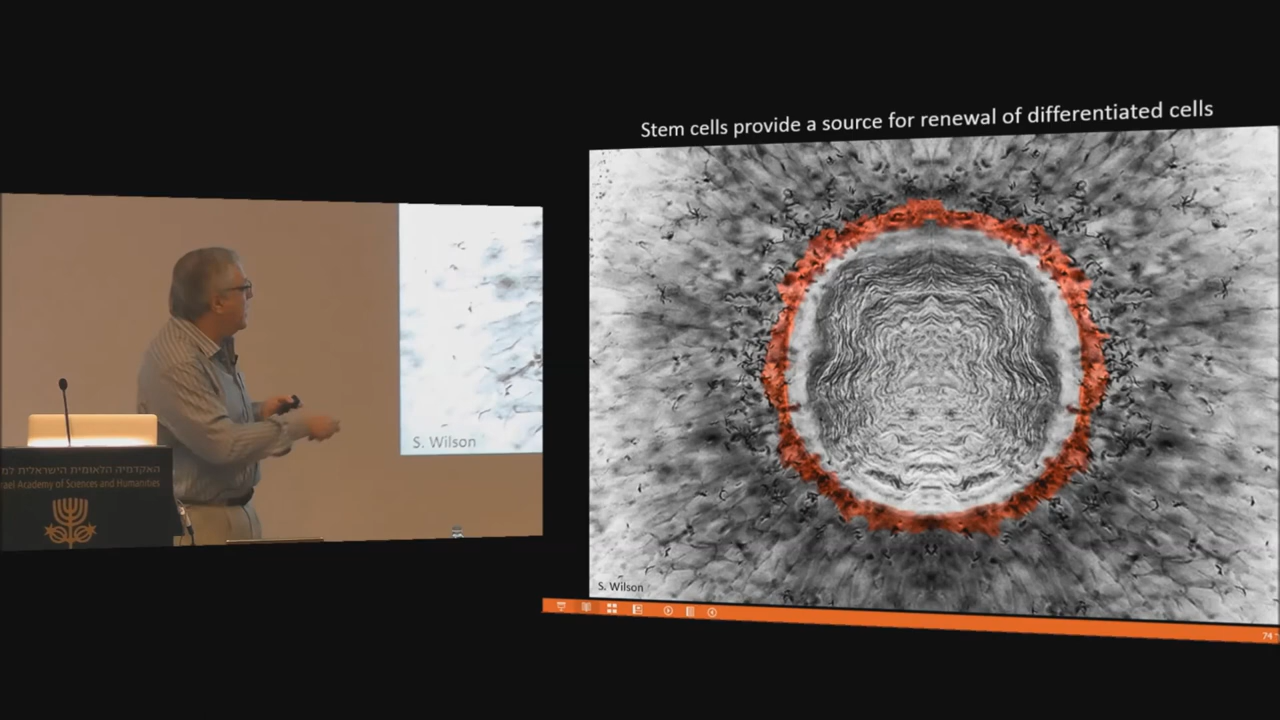 Stem cells provide a source for renewal of differentiated cells
S. Wilson
האקדמיה הלאומית הישראלית למ
rael Academy of Sciences and Humanities
S. Wilson
74